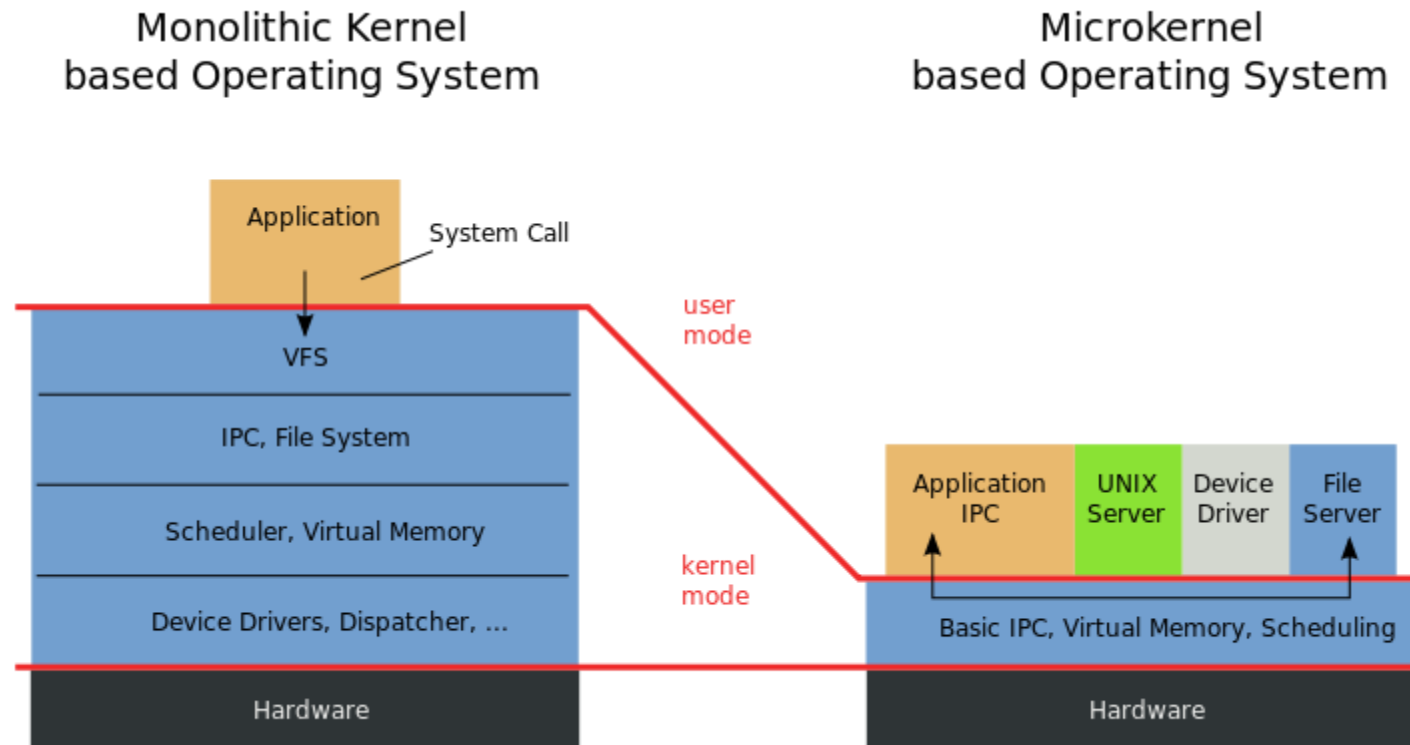 Monolithic Kernel
based Operating System
Microkernel
based Operating System
Application
System Call
user
mode
VFS
IPC, File System
Scheduler, Virtual Memory
kernel
mode
Device Drivers, Dispatcher, ...
Hardware
Application
IPC
UNIX
Server
Device
Driver
File
Server
Basic IPC, Virtual Memory, Scheduling
Hardware